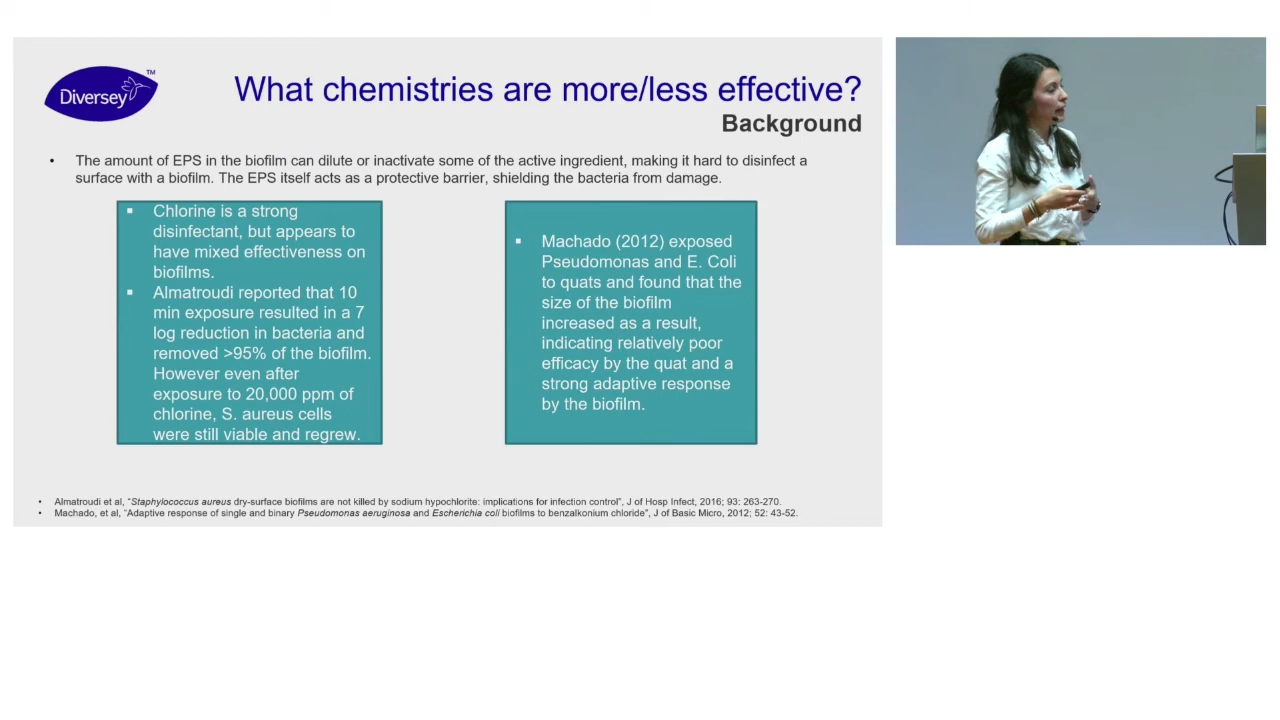 Diversey™
What chemistries are more/less effective?
Background
• The amount of EPS in the biofilm can dilute or inactivate some of the active ingredient, making it hard to disinfect a
surface with a biofilm. The EPS itself acts as a protective barrier, shielding the bacteria from damage.
▪ Chlorine is a strong
disinfectant, but appears to
have mixed effectiveness on
biofilms.
▪ Almatroudi reported that 10
min exposure resulted in a 7
log reduction in bacteria and
removed >95% of the biofilm.
However even after
exposure to 20,000 ppm of
chlorine, S. aureus cells
were still viable and regrew.
▪ Machado (2012) exposed
Pseudomonas and E. Coli
to quats and found that the
size of the biofilm
increased as a result,
indicating relatively poor
efficacy by the quat and a
strong adaptive response
by the biofilm.
• Almatroudi et al, “Staphylococcus aureus dry-surface biofilms are not killed by sodium hypochlorite: implications for infection control”, J of Hosp Infect, 2016; 93: 263-270.
• Machado, et al, “Adaptive response of single and binary Pseudomonas aeruginosa and Escherichia coli biofilms to benzalkonium chloride”, J of Basic Micro, 2012; 52: 43-52.